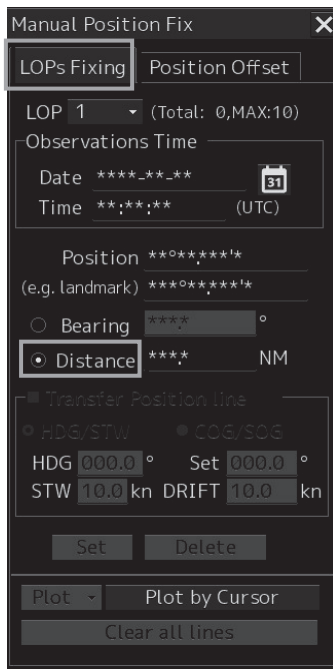 Manual Position Fix
LOPs Fixing Position Offset
LOP 1 (Total: 0,MAX:10)
Observations Time
Date ****-**-**
31
Time **:**:** (UTC)
Position **°**.***'*
(e.g. landmark) ***°**.***'*
Bearing ***.* °
Distance ***.* NM
Transfer Position line
HDG/STW COG/SOG
HDG 000.0 ° Set 000.0 °
STW 10.0 kn DRIFT 10.0 kn
Set Delete
Plot Plot by Cursor
Clear all lines